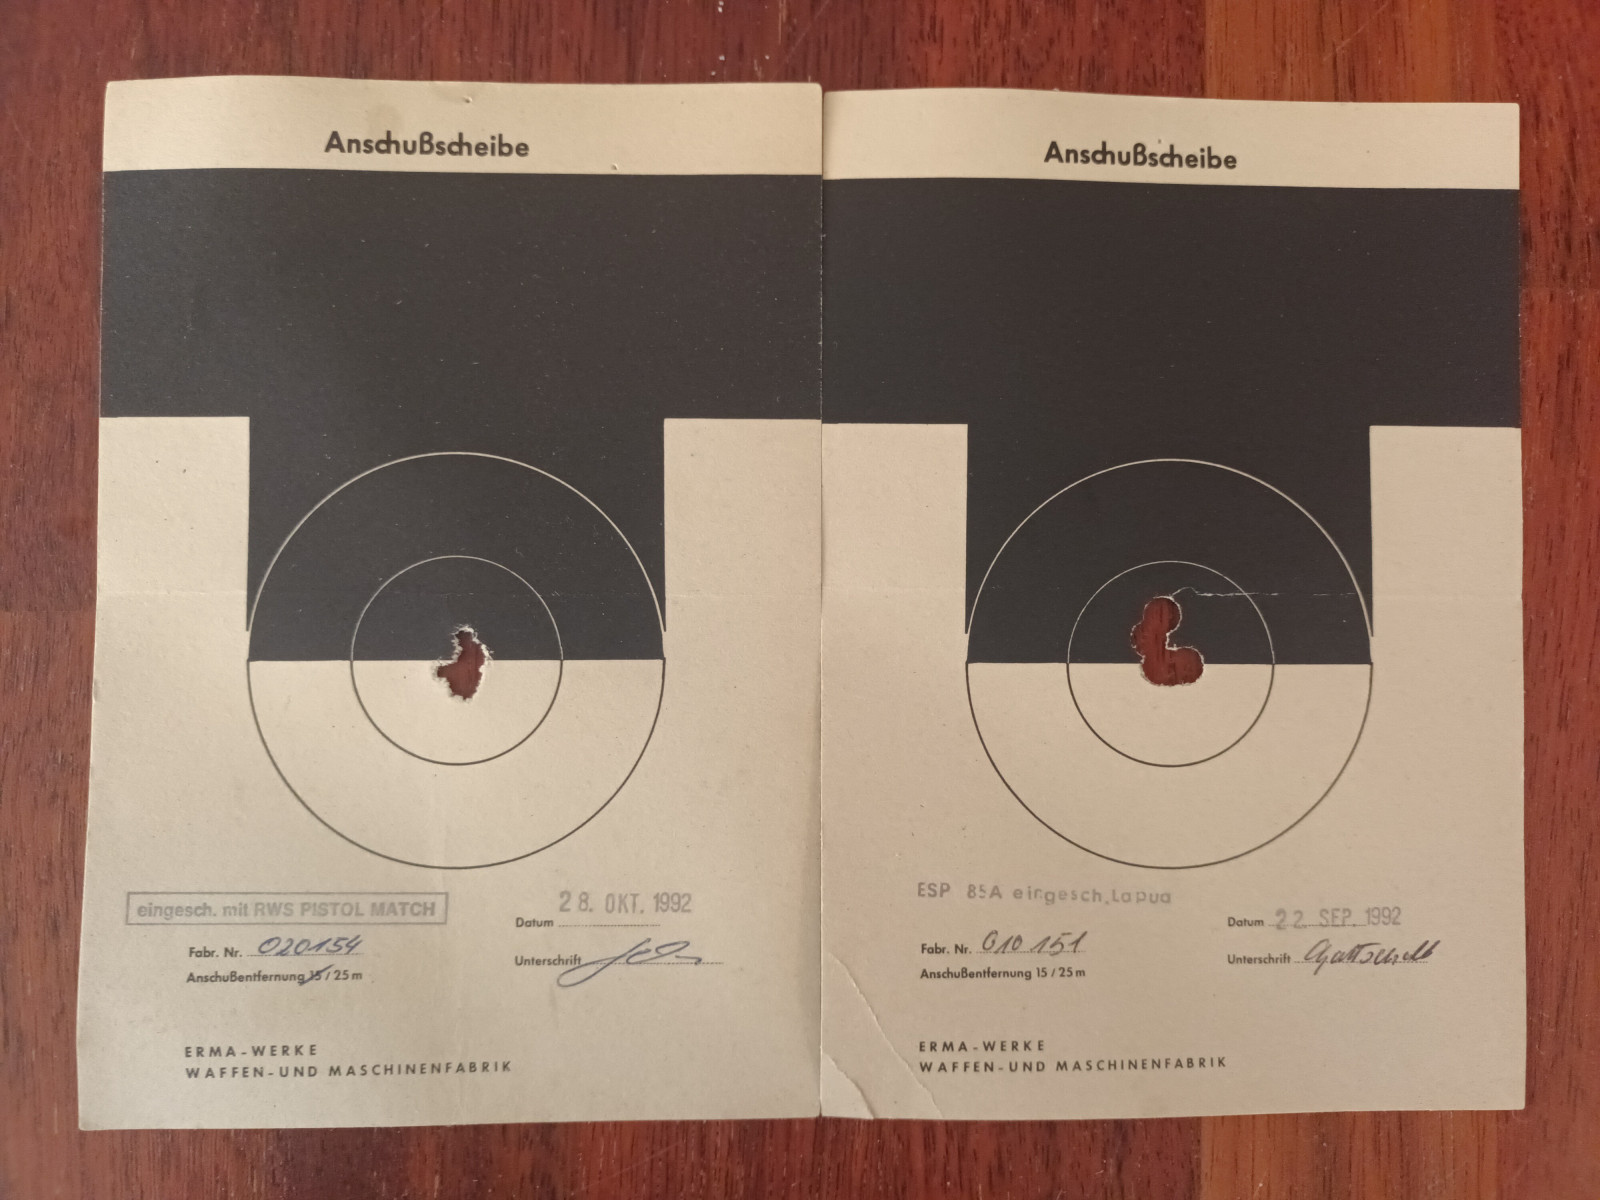 Anschußscheibe
eingesch. mit RWS PISTOL MATCH
28. OKT. 1992
Datum
Fabr. Nr. 020154
Unterschrift
Anschußentfernung 15 / 25 m
ERMA-WERKE
WAFFEN-UND MASCHINENFABRIK
Anschußscheibe
ESP 85A eingesch. Lapua
Datum 22. SEP. 1992
Fabr. Nr. 010 151
Unterschrift
Anschußentfernung 15 / 25 m
ERMA-WERKE
WAFFEN-UND MASCHINENFABRIK